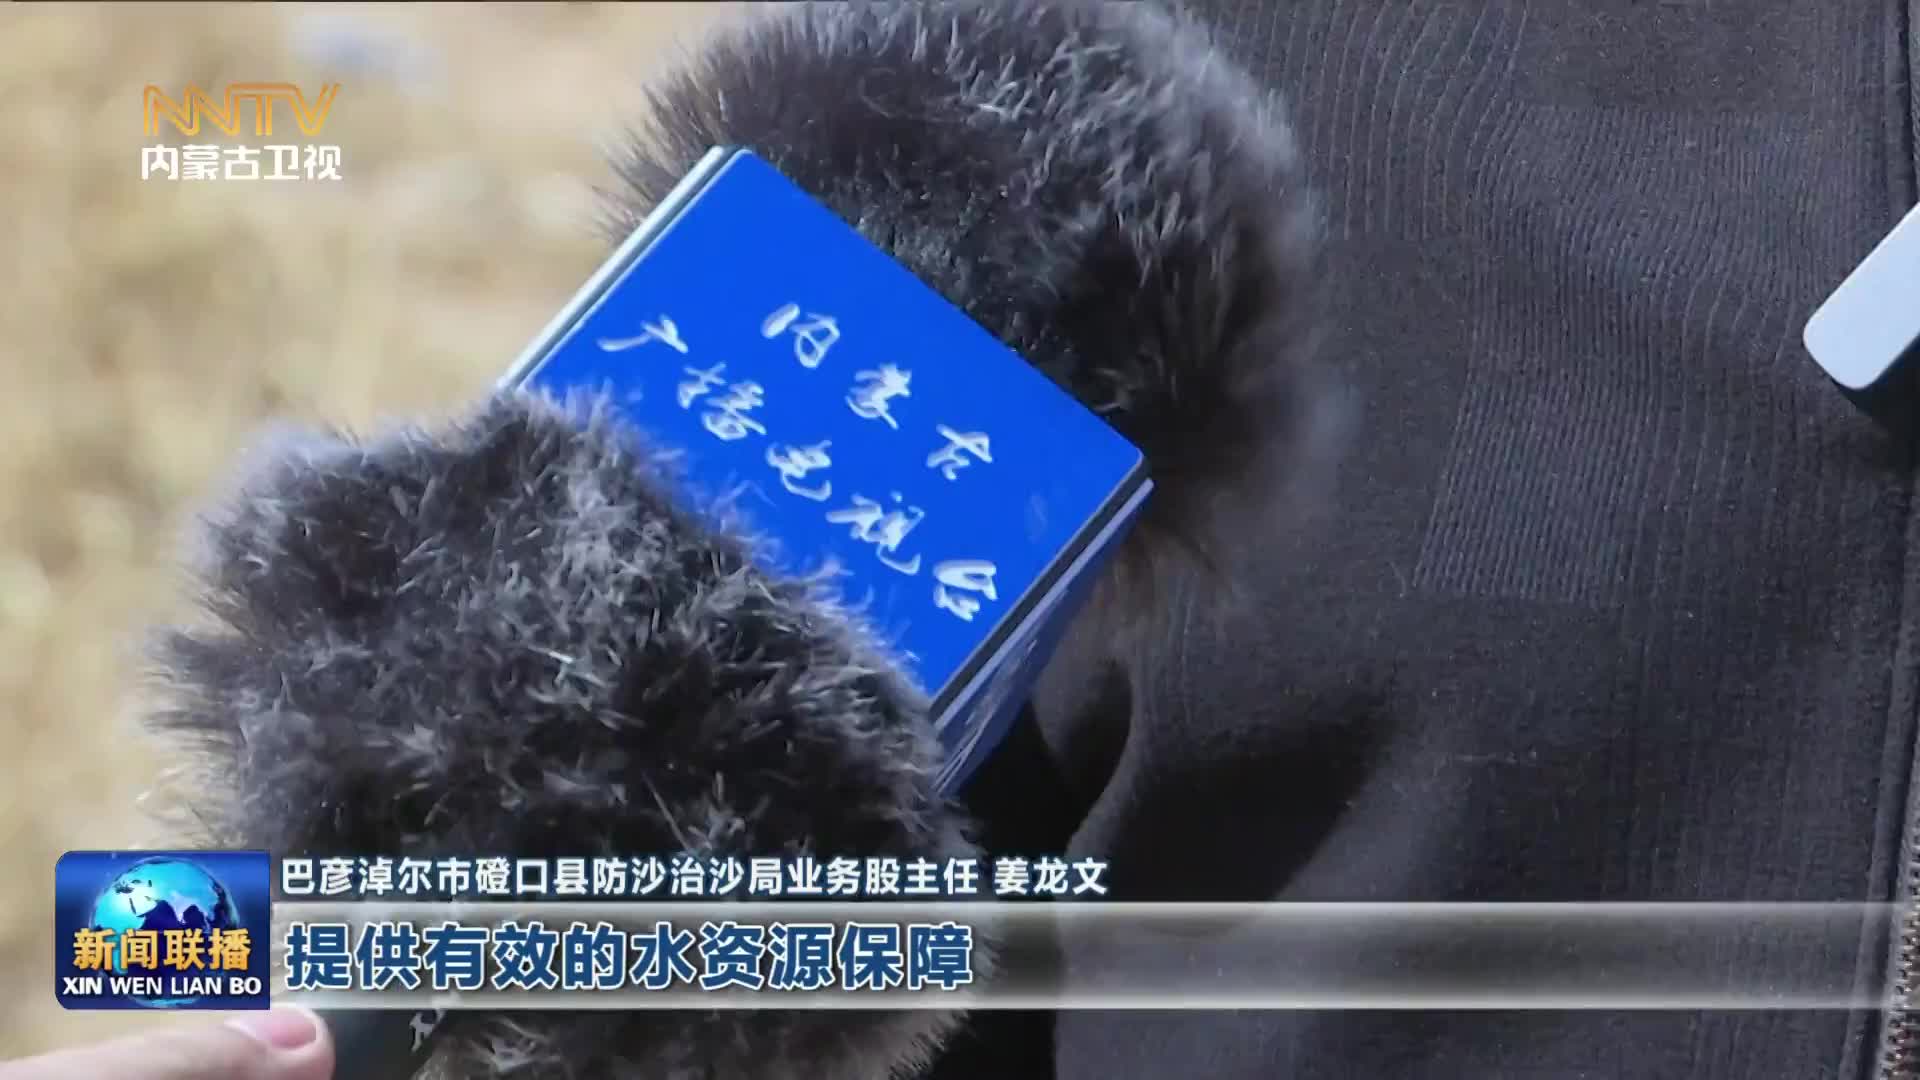 NNTV
内蒙古卫视
内蒙古
广播电视台
巴彦淖尔市磴口县防沙治沙局业务股主任 姜龙文
新闻联播
XIN WEN LIAN BO
提供有效的水资源保障